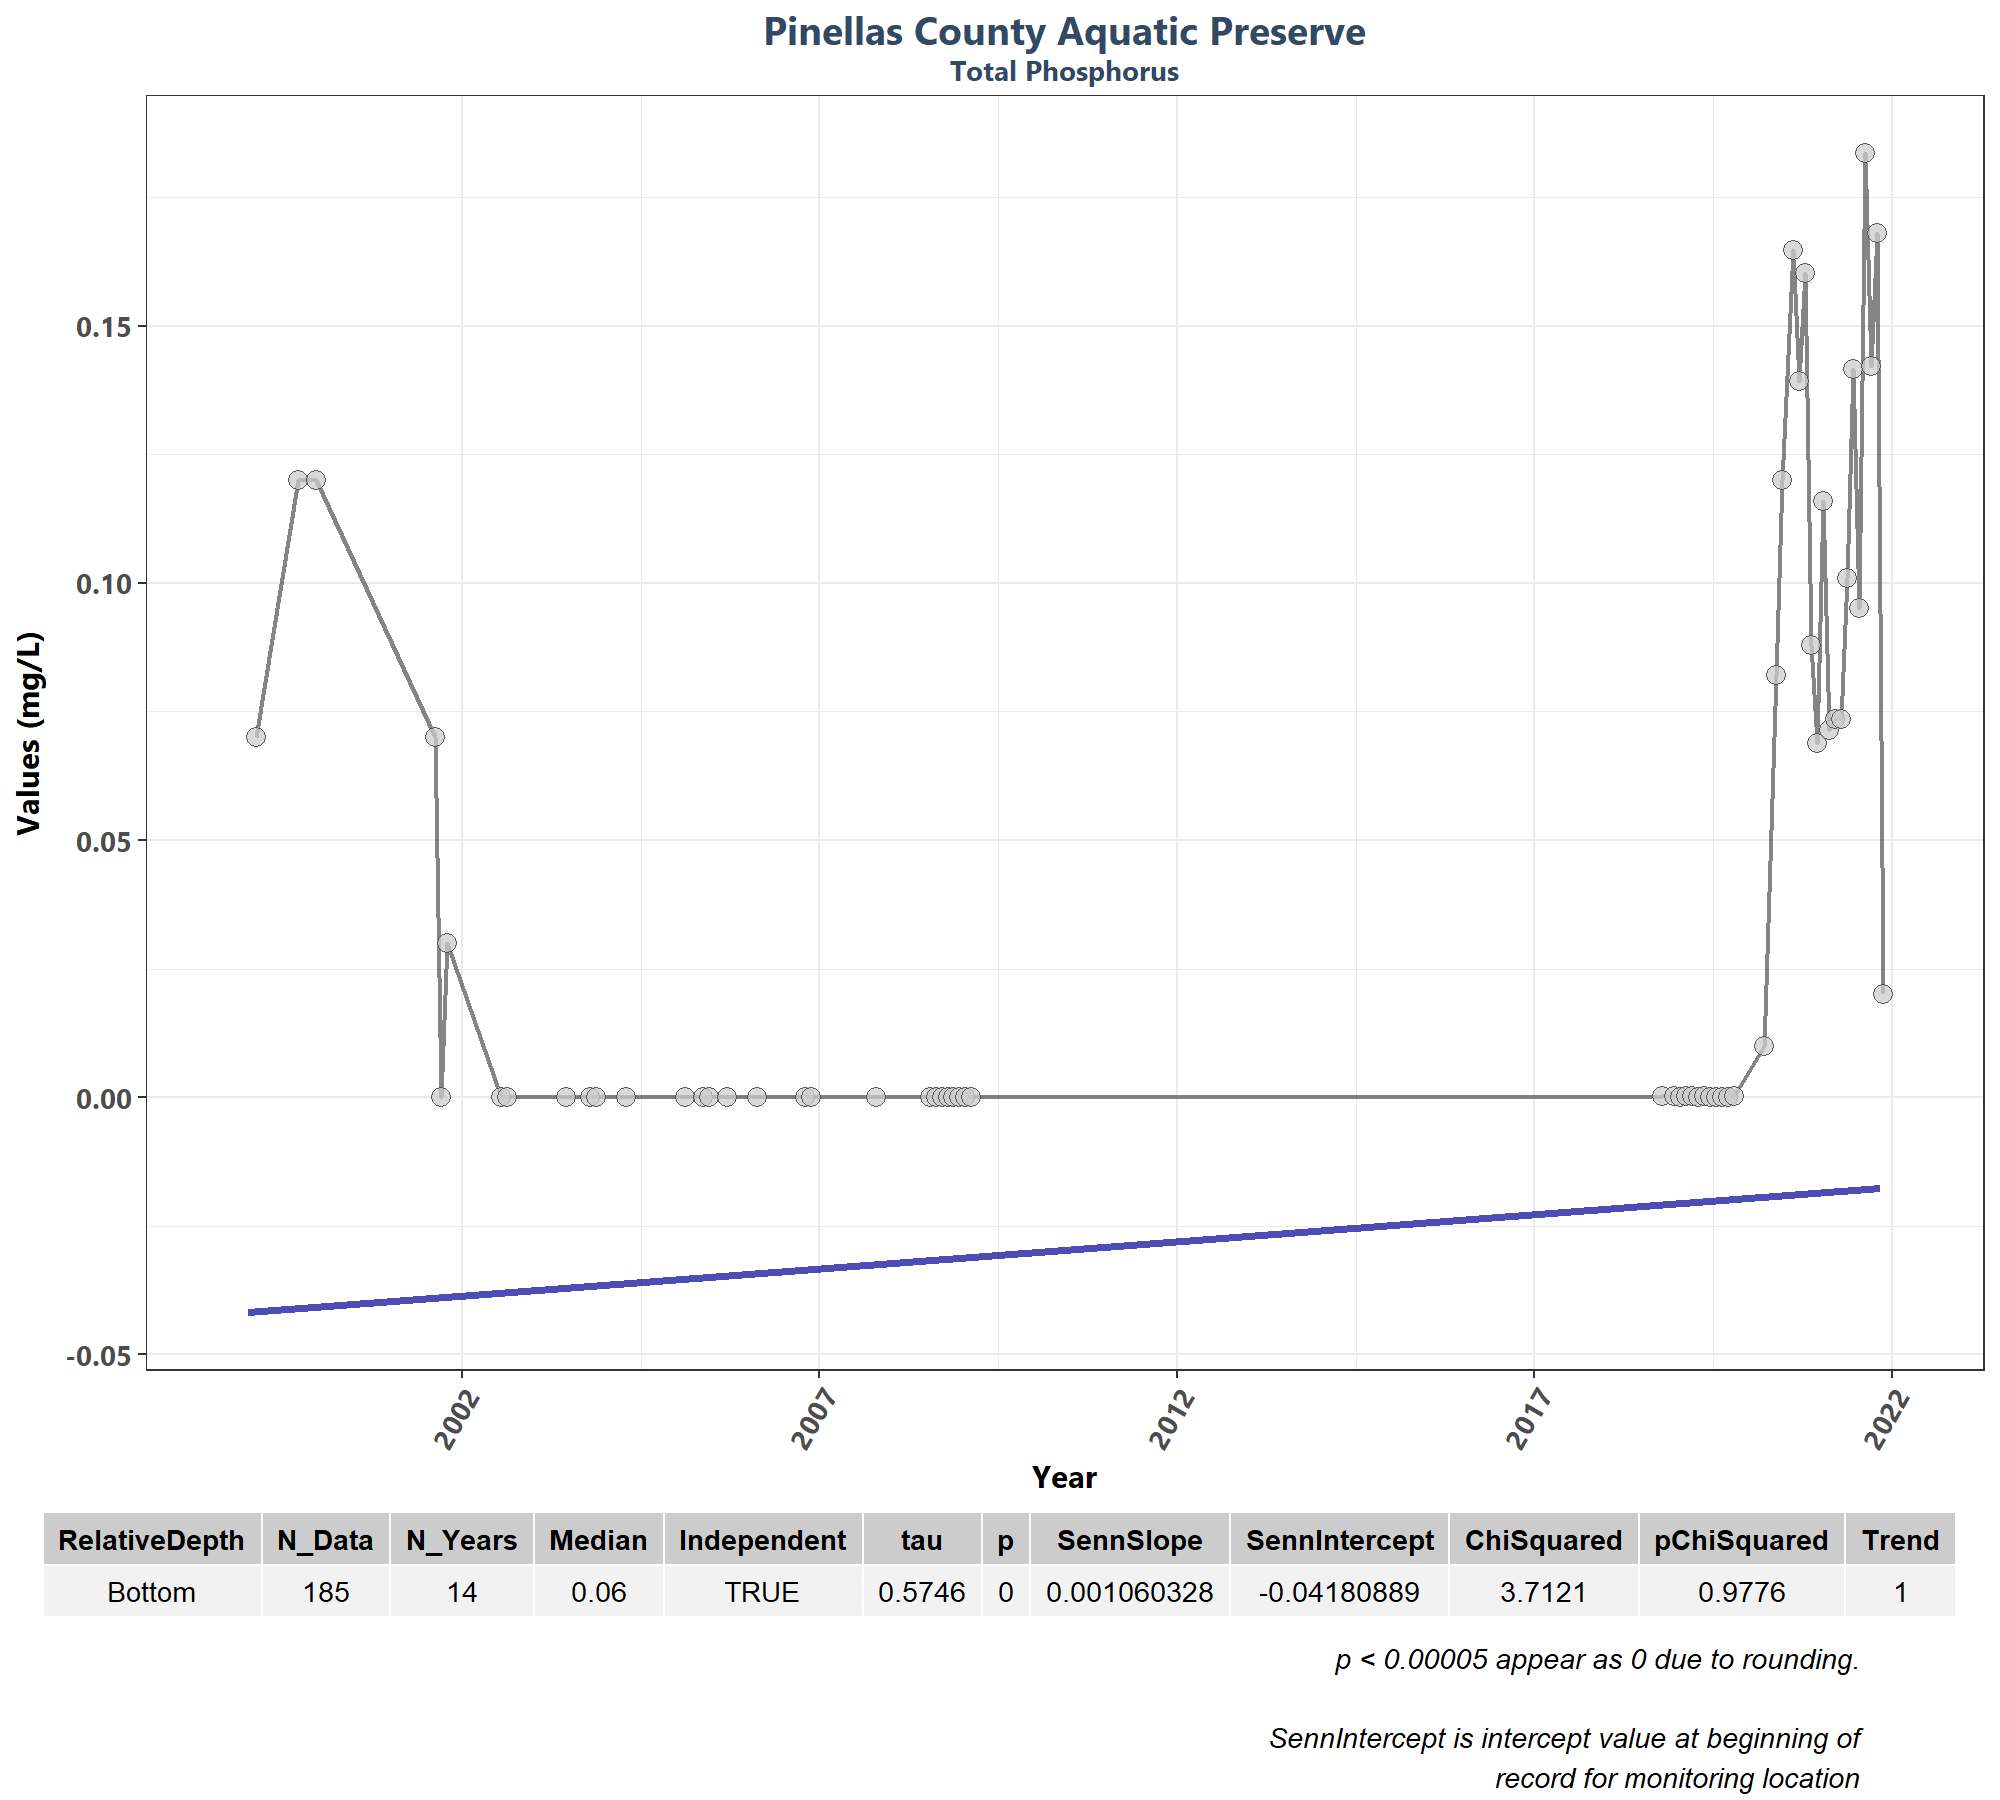 Pinellas County Aquatic Preserve
Total Phosphorus
Values (mg/L)
0.15
0.10
0.05
0.00
-0.05
2002 2007 2012 2017 2022
Year
RelativeDepth N_Data N_Years Median Independent tau p SennSlope SennIntercept ChiSquared pChiSquared Trend
Bottom 185 14 0.06 TRUE 0.5746 0 0.001060328 -0.04180889 3.7121 0.9776 1
p < 0.00005 appear as 0 due to rounding.
SennIntercept is intercept value at beginning of
record for monitoring location